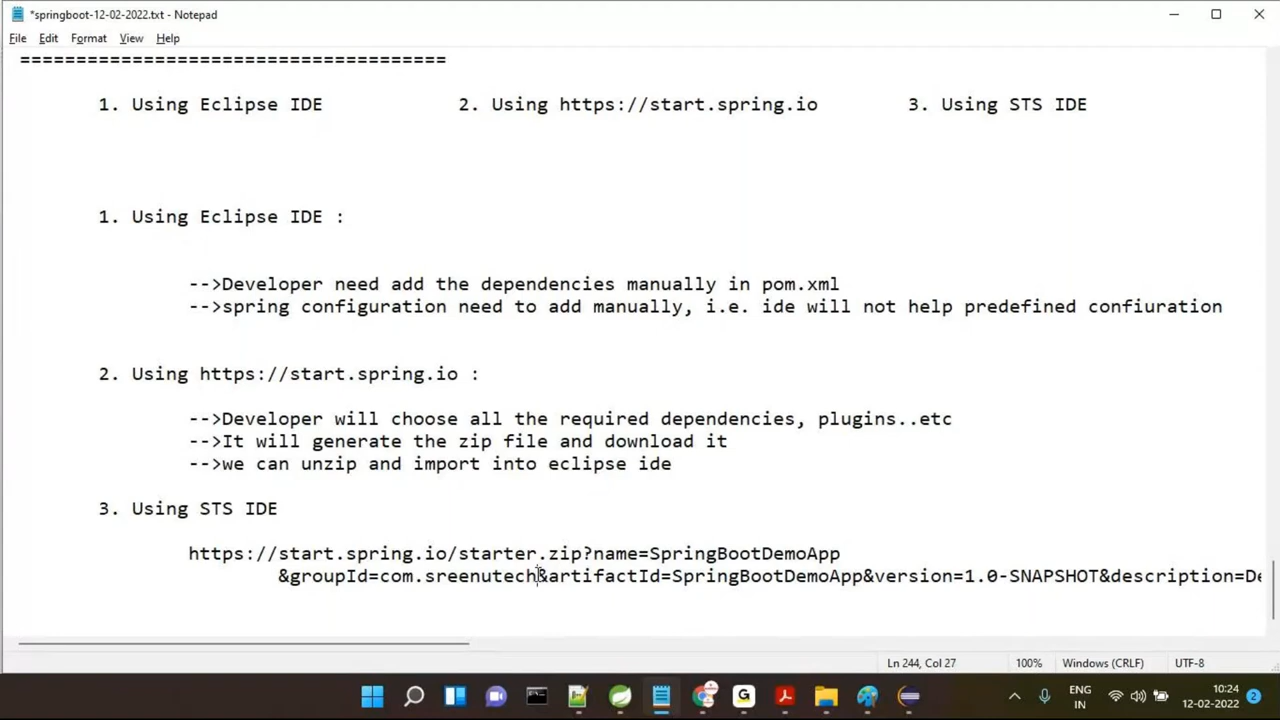 *springboot-12-02-2022.txt - Notepad
File Edit Format View Help
======================================
1. Using Eclipse IDE 2. Using https://start.spring.io 3. Using STS IDE
1. Using Eclipse IDE :
-->Developer need add the dependencies manually in pom.xml
-->spring configuration need to add manually, i.e. ide will not help predefined confiuration
2. Using https://start.spring.io :
-->Developer will choose all the required dependencies, plugins..etc
-->It will generate the zip file and download it
-->we can unzip and import into eclipse ide
3. Using STS IDE
https://start.spring.io/starter.zip?name=SpringBootDemoApp
&groupId=com.sreenutech&artifactId=SpringBootDemoApp&version=1.0-SNAPSHOT&description=De
Ln 244, Col 27 100% Windows (CRLF) UTF-8
ENG
IN
10:24
12-02-2022
2